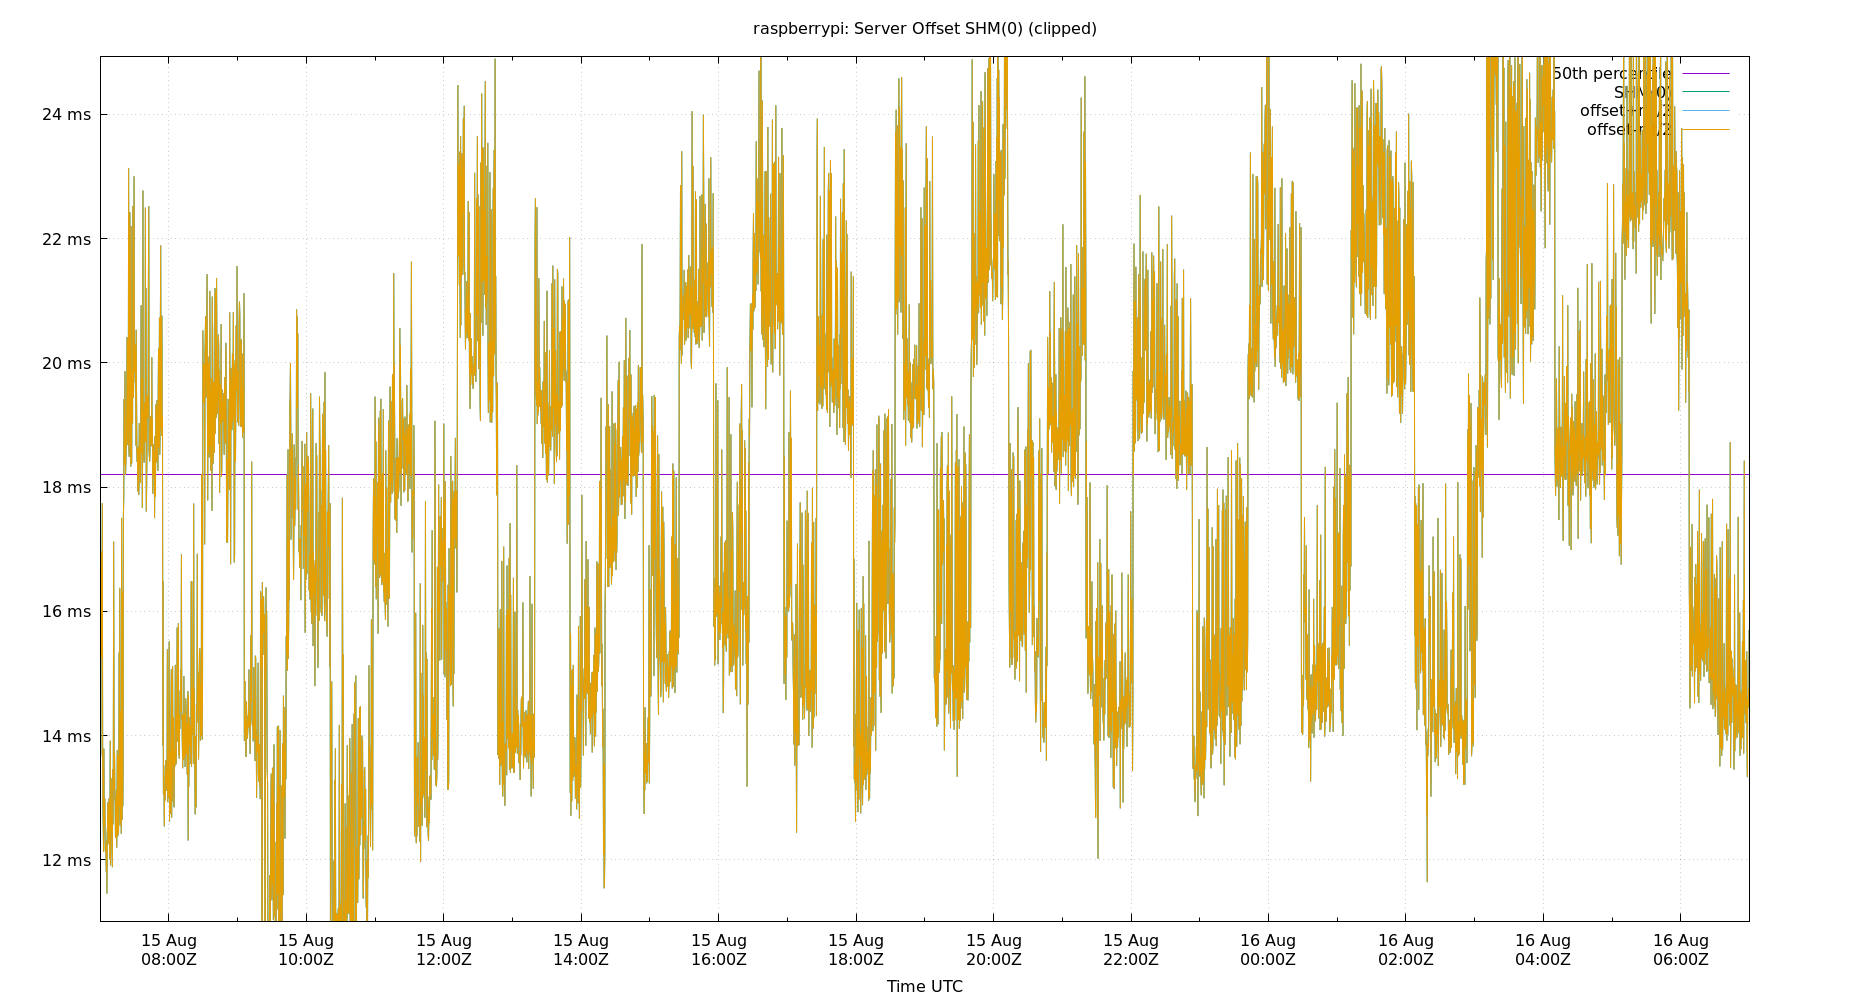 raspberrypi: Server Offset SHM(0) (clipped)
50th percentile
SHM(0)
24 ms
22 ms
20 ms
18 ms
16 ms
14 ms
12 ms
15 Aug 15 Aug 15 Aug 15 Aug 15 Aug 15 Aug 15 Aug 15 Aug 16 Aug 16 Aug 16 Aug 16 Aug
08:00Z 10:00Z 12:00Z 14:00Z 16:00Z 18:00Z 20:00Z 22:00Z 00:00Z 02:00Z 04:00Z 06:00Z
Time UTC